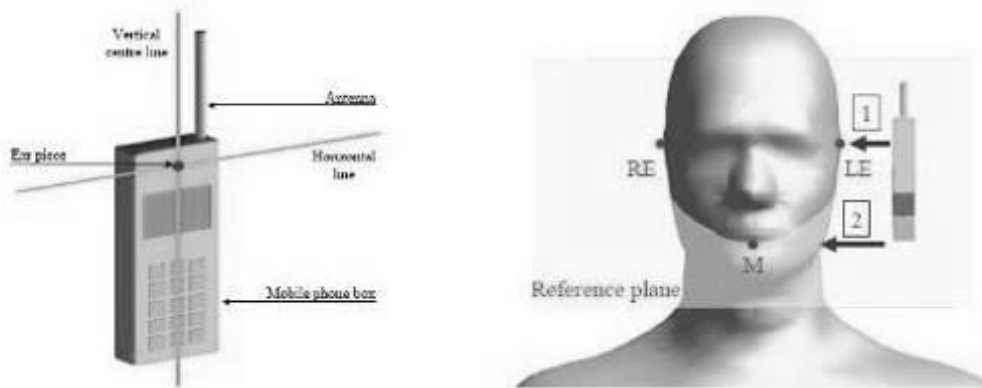 Vertical
centre line
Antenna
Ear piece
Horizontal
line
Mobile phone box
1
RE
LE
2
M
Reference plane